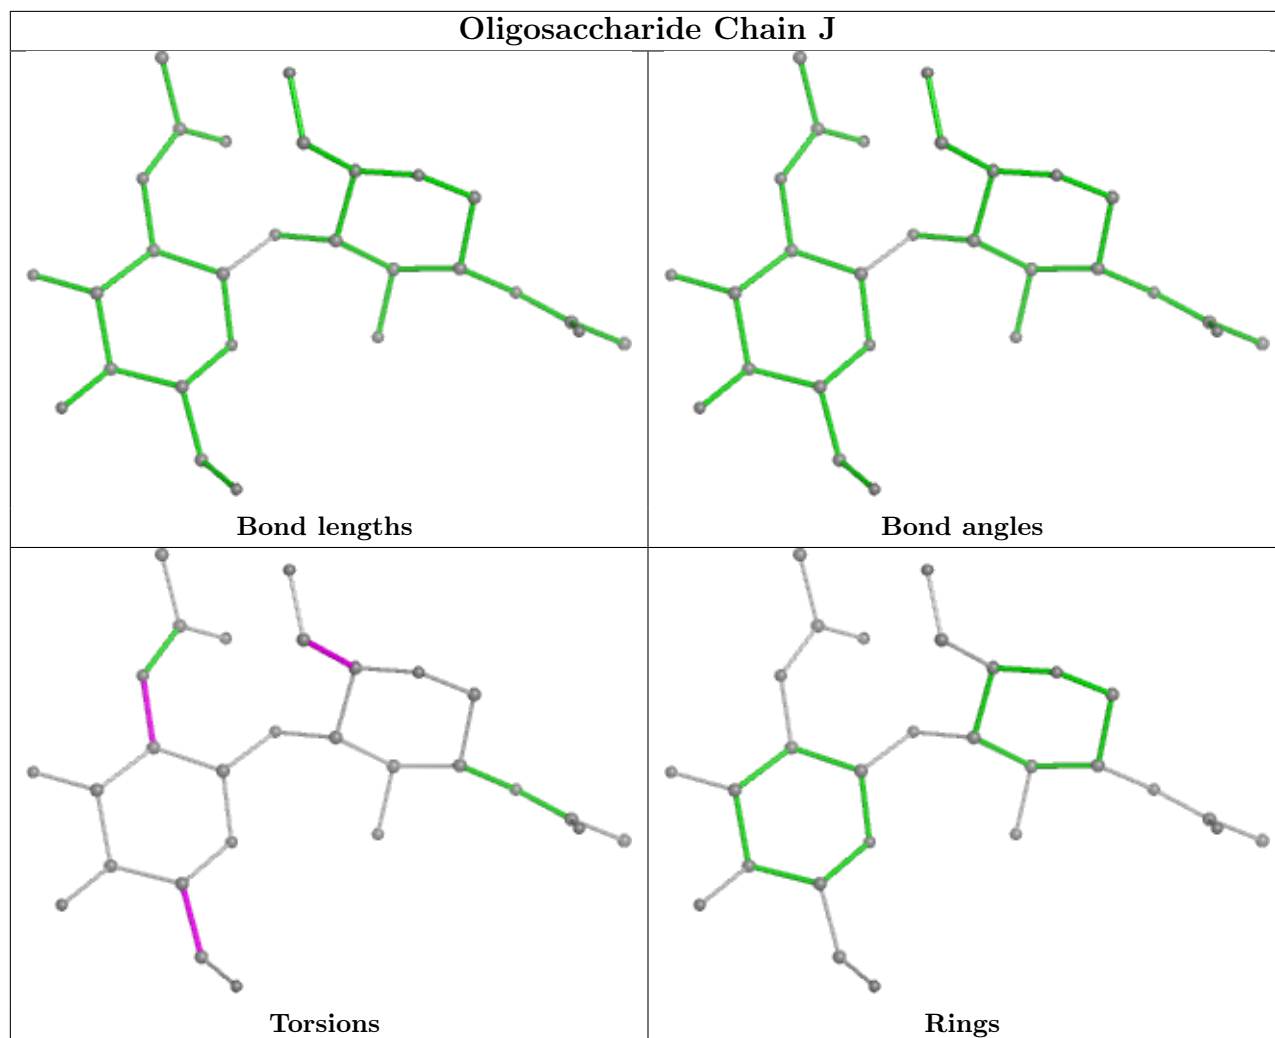 Oligosaccharide Chain J
Bond lengths
Bond angles
Torsions
Rings